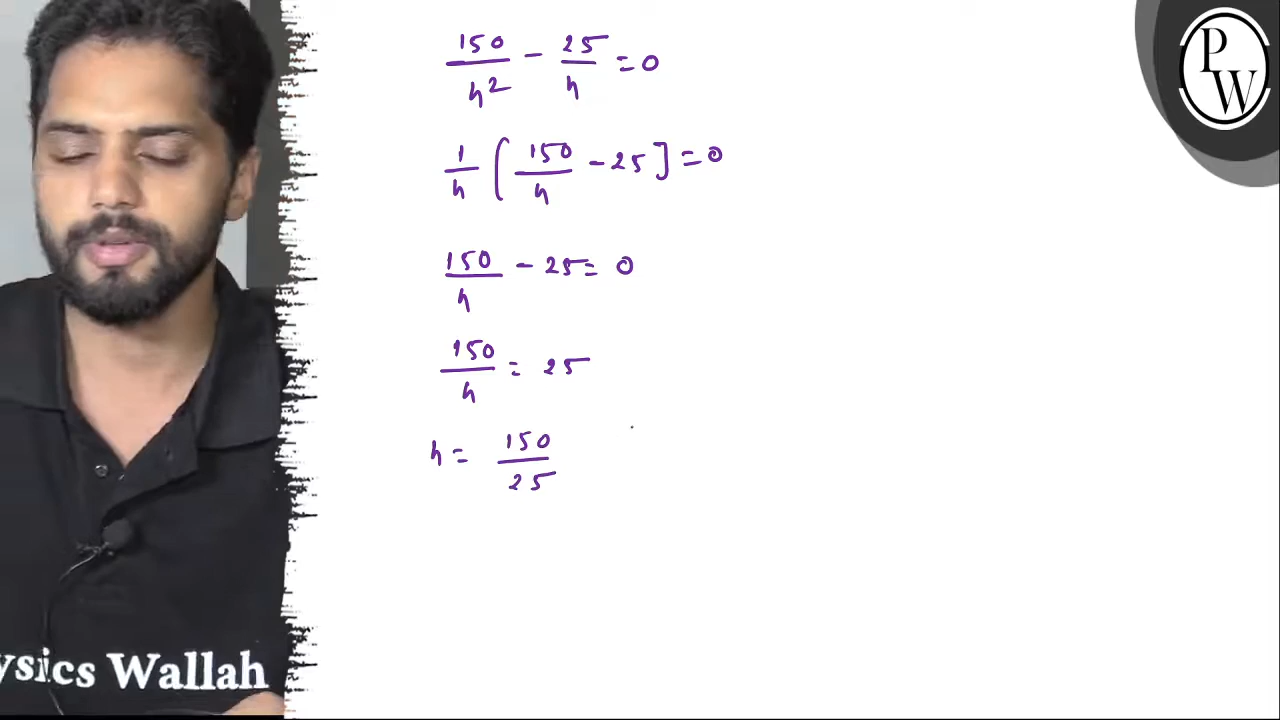 150/h² - 25/h = 0
1/h [150/h - 25] = 0
150/h - 25 = 0
150/h = 25
h = 150/25
PW
ysics Wallah